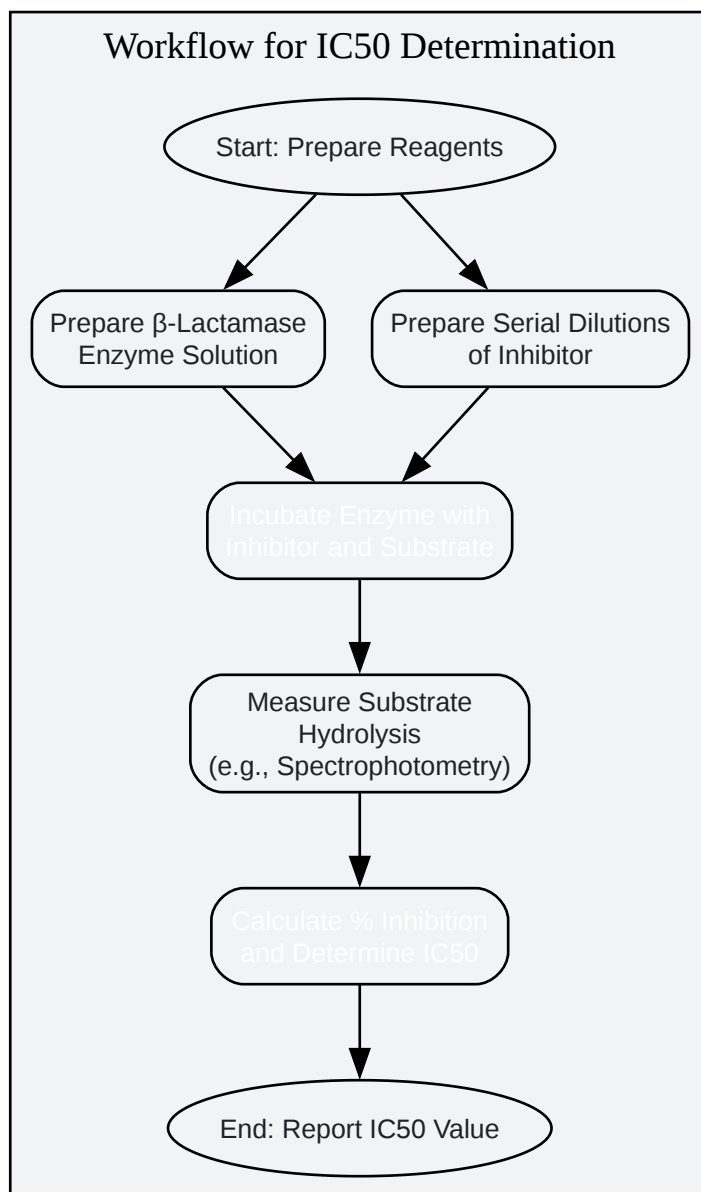 Workflow for IC50 Determination
Start: Prepare Reagents
Prepare β-Lactamase
Enzyme Solution
Prepare Serial Dilutions
of Inhibitor
Incubate Enzyme with
Inhibitor and Substrate
Measure Substrate
Hydrolysis
(e.g., Spectrophotometry)
Calculate % Inhibition
and Determine IC50
End: Report IC50 Value